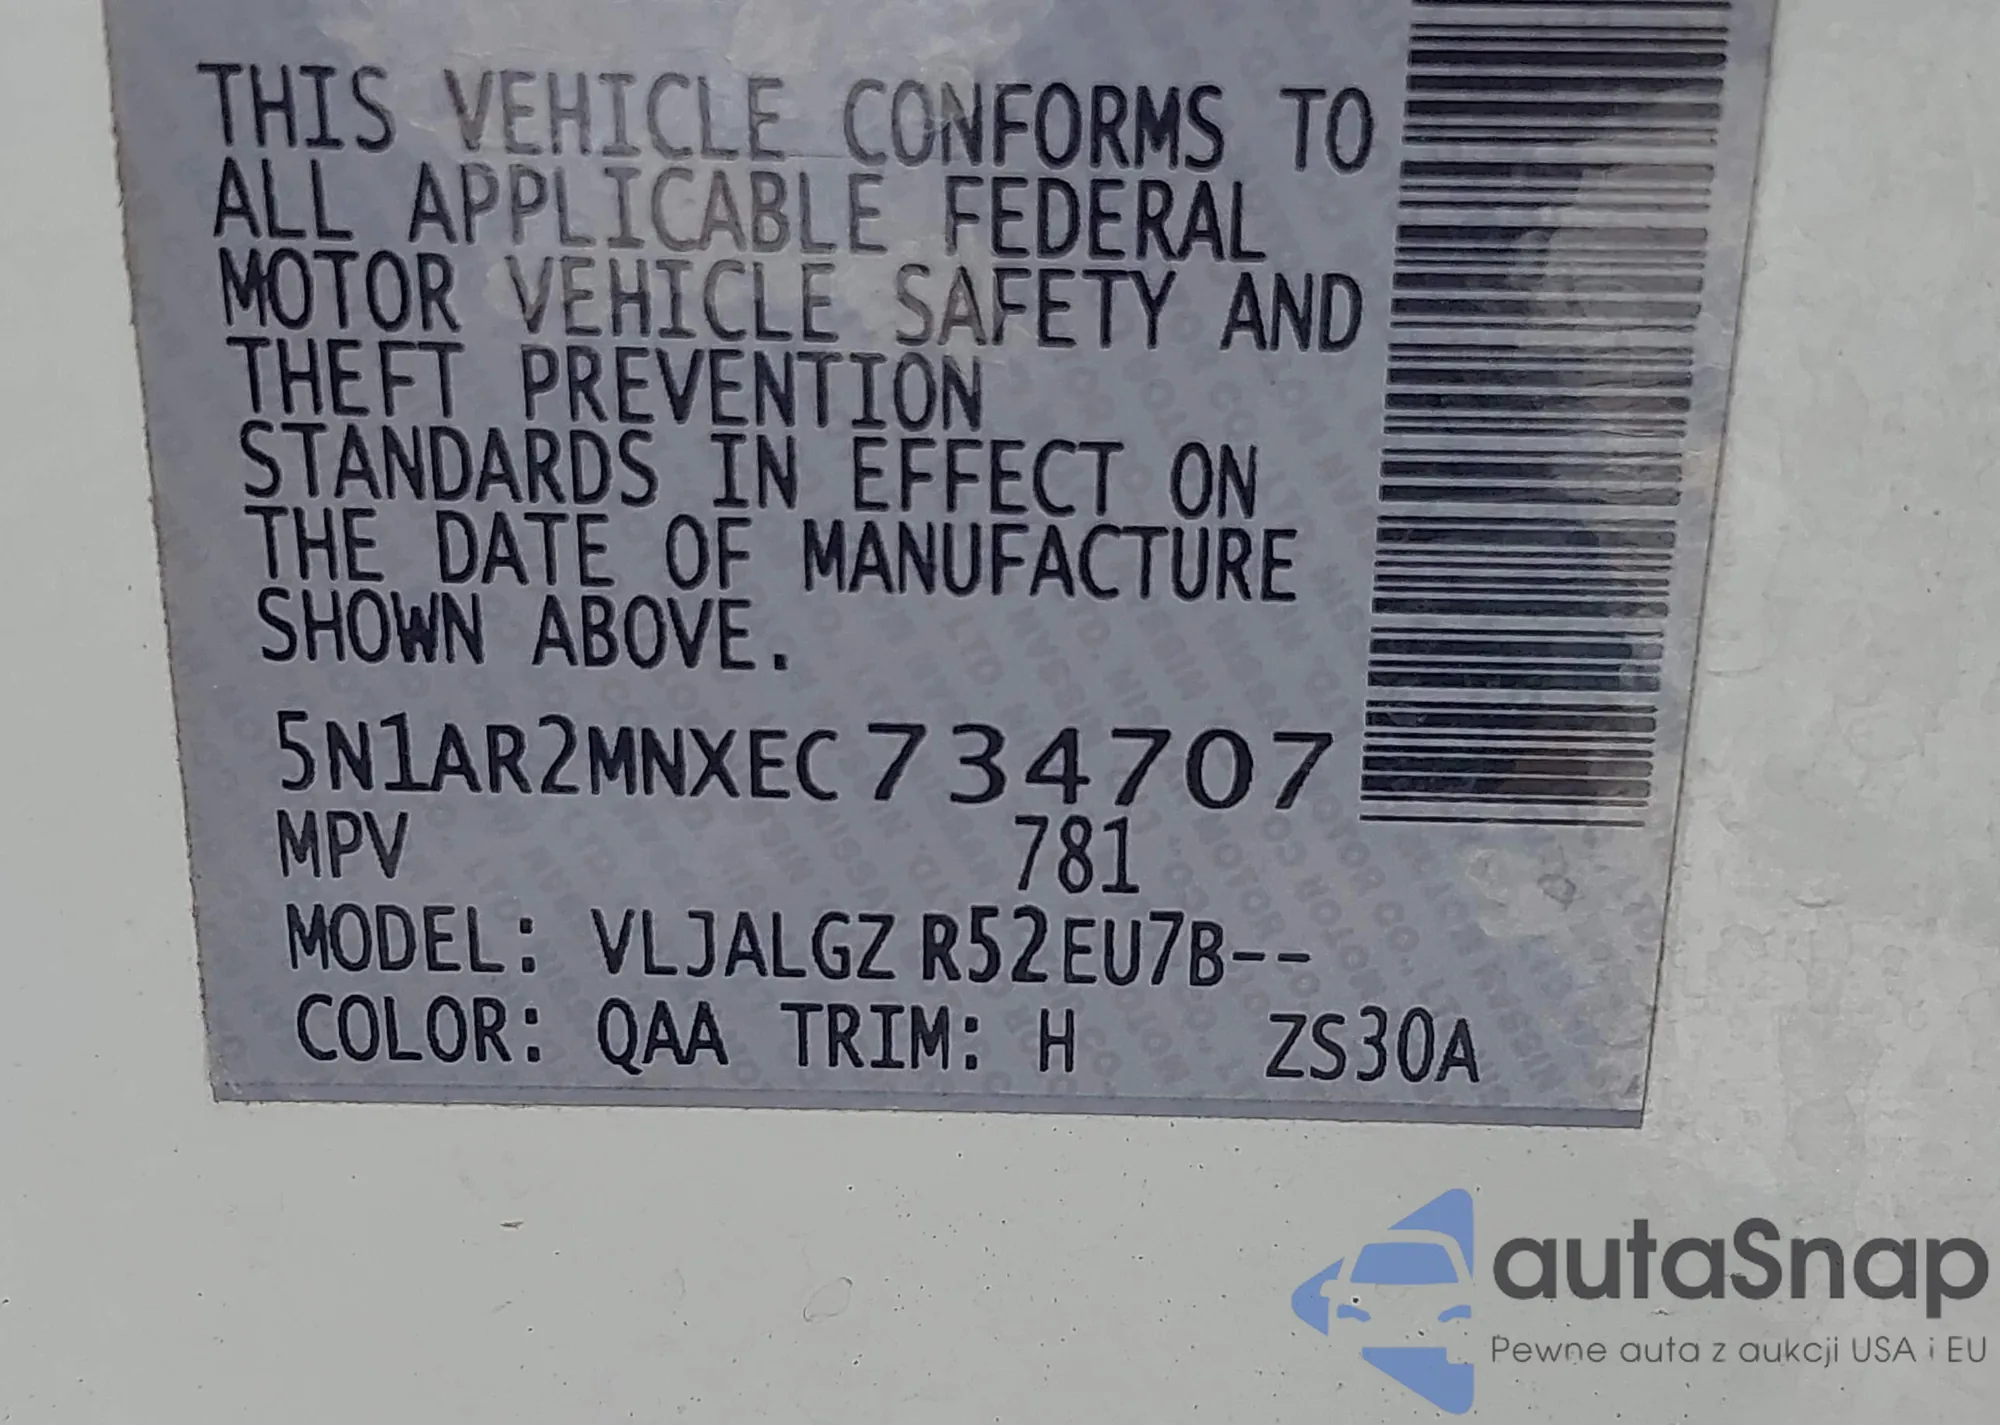 THIS VEHICLE CONFORMS TO
ALL APPLICABLE FEDERAL
MOTOR VEHICLE SAFETY AND
THEFT PREVENTION
STANDARDS IN EFFECT ON
THE DATE OF MANUFACTURE
SHOWN ABOVE.
5N1AR2MNXEC734707
MPV 781
MODEL: VLJALGZ R52EU7B--
COLOR: QAA TRIM: H ZS30A
autaSnap
Pewne auta z aukcji USA i EU